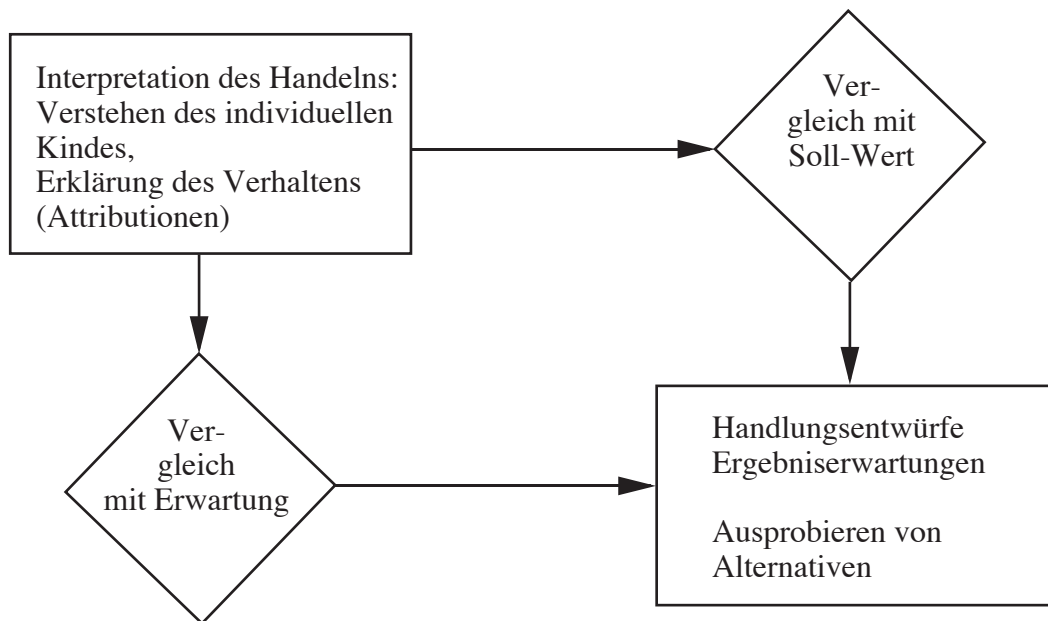 Interpretation des Handelns:
Verstehen des individuellen
Kindes,
Erklärung des Verhaltens
(Attributionen)
Ver-
gleich mit
Soll-Wert
Ver-
gleich
mit Erwartung
Handlungsentwürfe
Ergebniserwartungen
Ausprobieren von
Alternativen